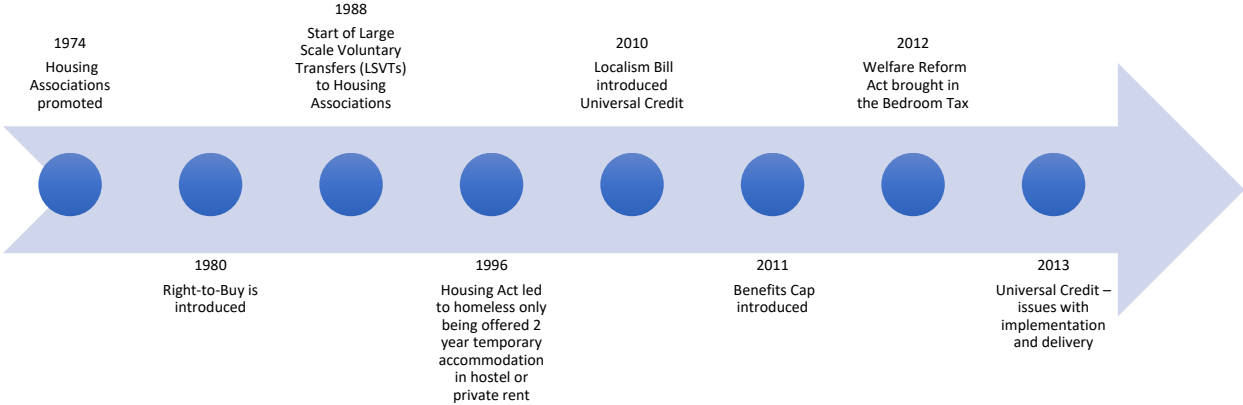 1974
Housing
Associations
promoted
1980
Right-to-Buy is
introduced
1988
Start of Large
Scale Voluntary
Transfers (LSVTs)
to Housing
Associations
1996
Housing Act led
to homeless only
being offered 2
year temporary
accommodation
in hostel or
private rent
2010
Localism Bill
introduced
Universal Credit
2011
Benefits Cap
introduced
2012
Welfare Reform
Act brought in
the Bedroom Tax
2013
Universal Credit –
issues with
implementation
and delivery